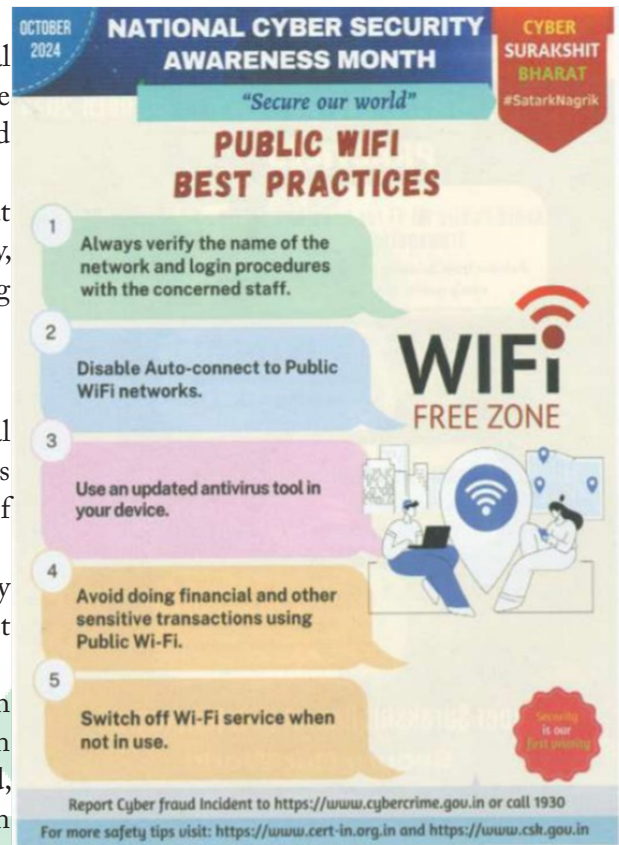 OCTOBER
2024
NATIONAL CYBER SECURITY
AWARENESS MONTH
CYBER
SURAKSHIT
BHARAT
#SatarkNagrik
"Secure our world"
PUBLIC WIFI
BEST PRACTICES
1
Always verify the name of the
network and login procedures
with the concerned staff.
2
Disable Auto-connect to Public
WiFi networks.
WIFi
FREE ZONE
3
Use an updated antivirus tool in
your device.
4
Avoid doing financial and other
sensitive transactions using
Public Wi-Fi.
5
Switch off Wi-Fi service when
not in use.
Security
is our
first priority
Report Cyber fraud Incident to https://www.cybercrime.gov.in or call 1930
For more safety tips visit: https://www.cert-in.org.in and https://www.csk.gov.in